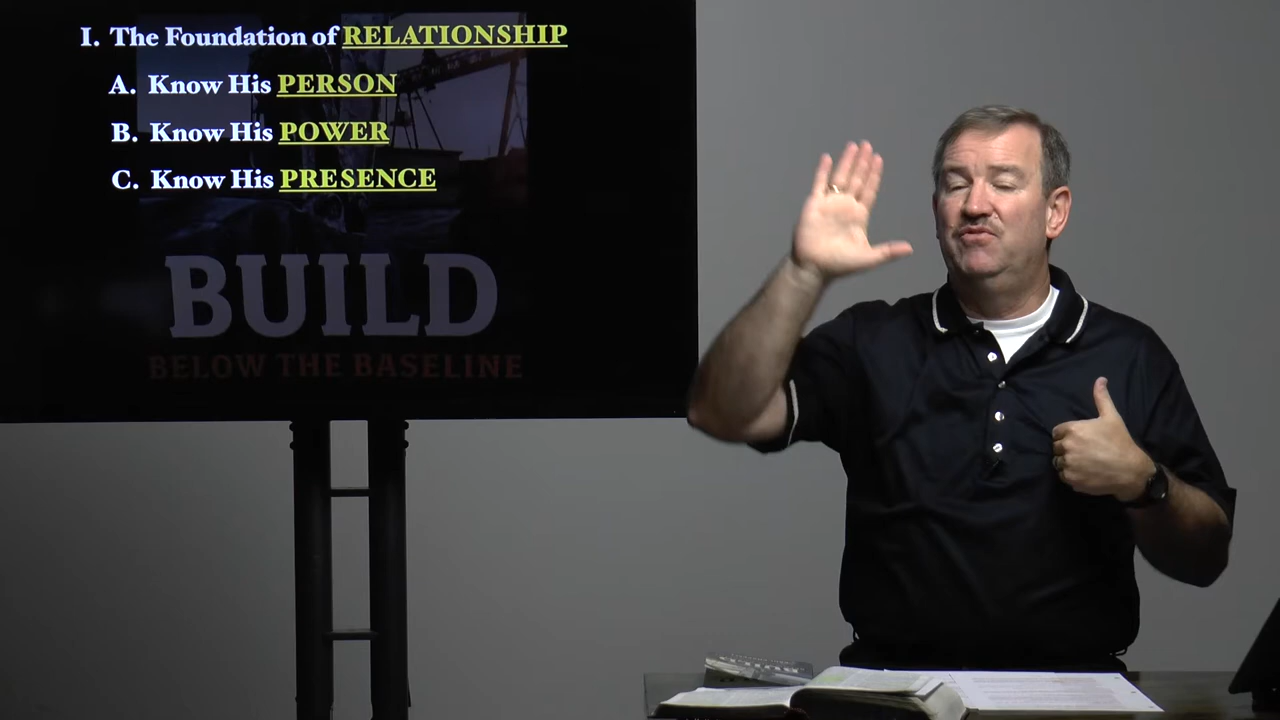 I. The Foundation of RELATIONSHIP
A. Know His PERSON
B. Know His POWER
C. Know His PRESENCE
BUILD
BELOW THE BASELINE